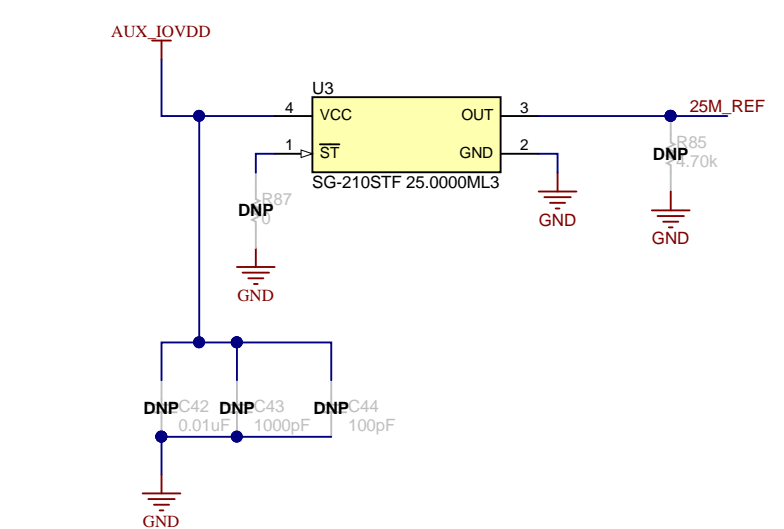 AUX_IOVDD
U3
4 VCC OUT 3
25M_REF
1 ST GND 2
R85
DNP
4.70k
SG-210STF 25.0000ML3
R87
DNP
0
GND
GND
GND
DNP C42 DNP C43 DNP C44
0.01uF 1000pF 100pF
GND